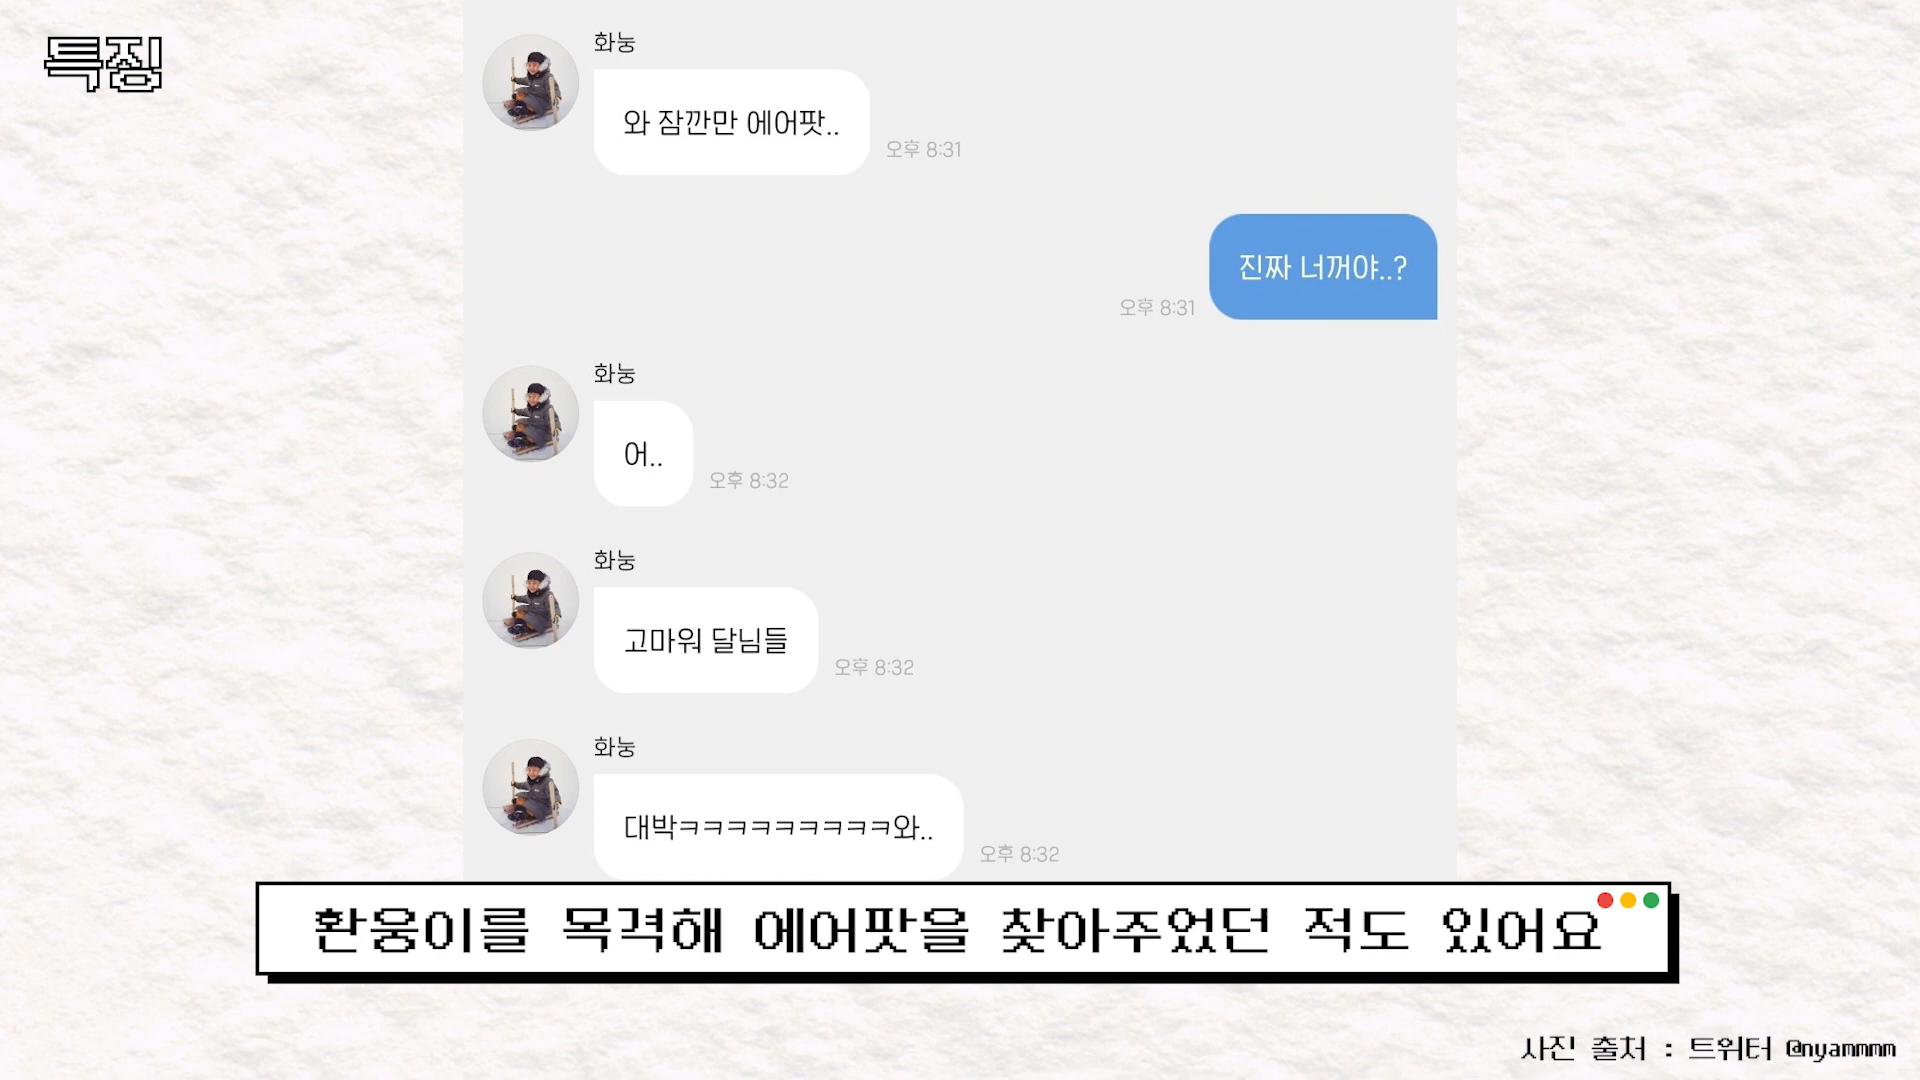 특징
화눙
와 잠깐만 에어팟..
오후 8:31
진짜 너꺼야..?
오후 8:31
화눙
어..
오후 8:32
화눙
고마워 달님들
오후 8:32
화눙
대박ㅋㅋㅋㅋㅋㅋㅋㅋㅋ와..
오후 8:32
환웅이를 목격해 에어팟을 찾아주었던 적도 있어요
사진 출처 : 트위터 @nyammmm